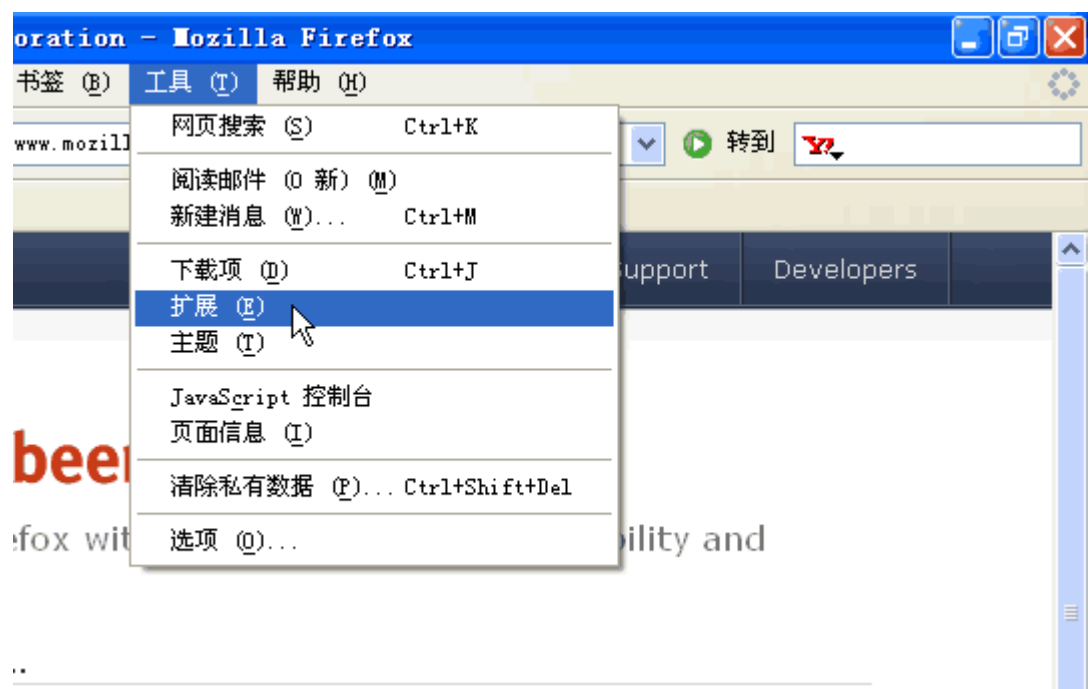 oration - Mozilla Firefox
书签 (B) 工具 (T) 帮助 (H)
www.mozill 转到 Y!
网页搜索 (S) Ctrl+K
阅读邮件 (0 新) (M)
新建消息 (W)... Ctrl+M
下载项 (D) Ctrl+J
upport Developers
扩展 (E)
主题 (T)
JavaScript 控制台
页面信息 (I)
bee
清除私有数据 (P)... Ctrl+Shift+Del
选项 (O)...
efox wit ility and
..